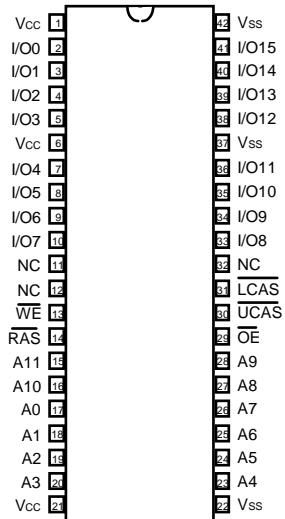 Vcc 1 42 Vss
I/O0 2 41 I/O15
I/O1 3 40 I/O14
I/O2 4 39 I/O13
I/O3 5 38 I/O12
Vcc 6 37 Vss
I/O4 7 36 I/O11
I/O5 8 35 I/O10
I/O6 9 34 I/O9
I/O7 10 33 I/O8
NC 11 32 NC
NC 12 31 LCAS
WE 13 30 UCAS
RAS 14 29 OE
A11 15 28 A9
A10 16 27 A8
A0 17 26 A7
A1 18 25 A6
A2 19 24 A5
A3 20 23 A4
Vcc 21 22 Vss